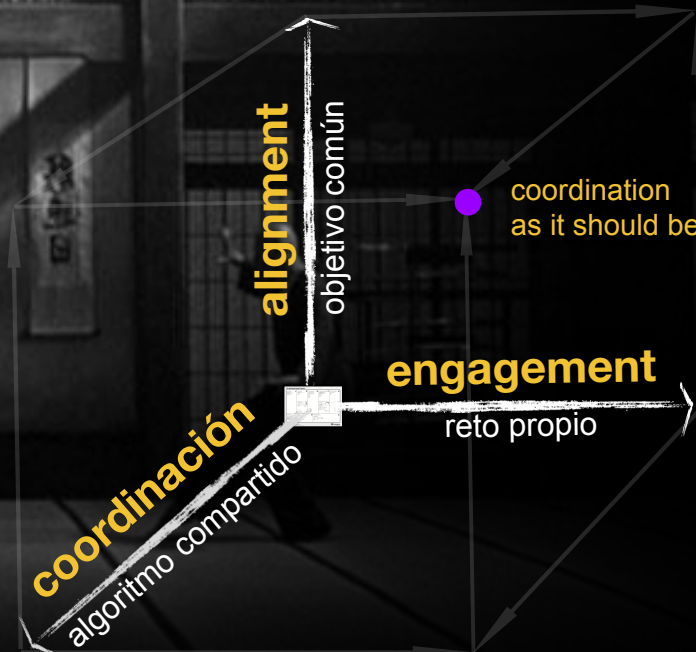 alignment
objetivo común
coordination
as it should be
engagement
reto propio
coordinación
algoritmo compartido